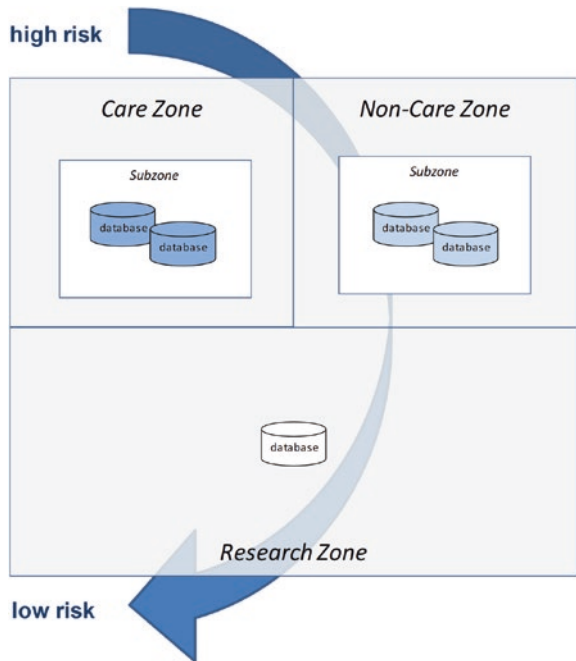 high risk
Care Zone
Non-Care Zone
Subzone
Subzone
database
database
database
database
database
Research Zone
low risk